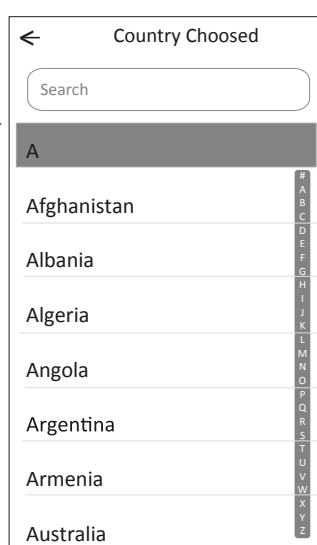 Country Choosed
Search
A
Afghanistan
Albania
Algeria
Angola
Argentina
Armenia
Australia
#
A
B
C
D
E
F
G
H
I
J
K
L
M
N
O
P
Q
R
S
T
U
V
W
X
Y
Z